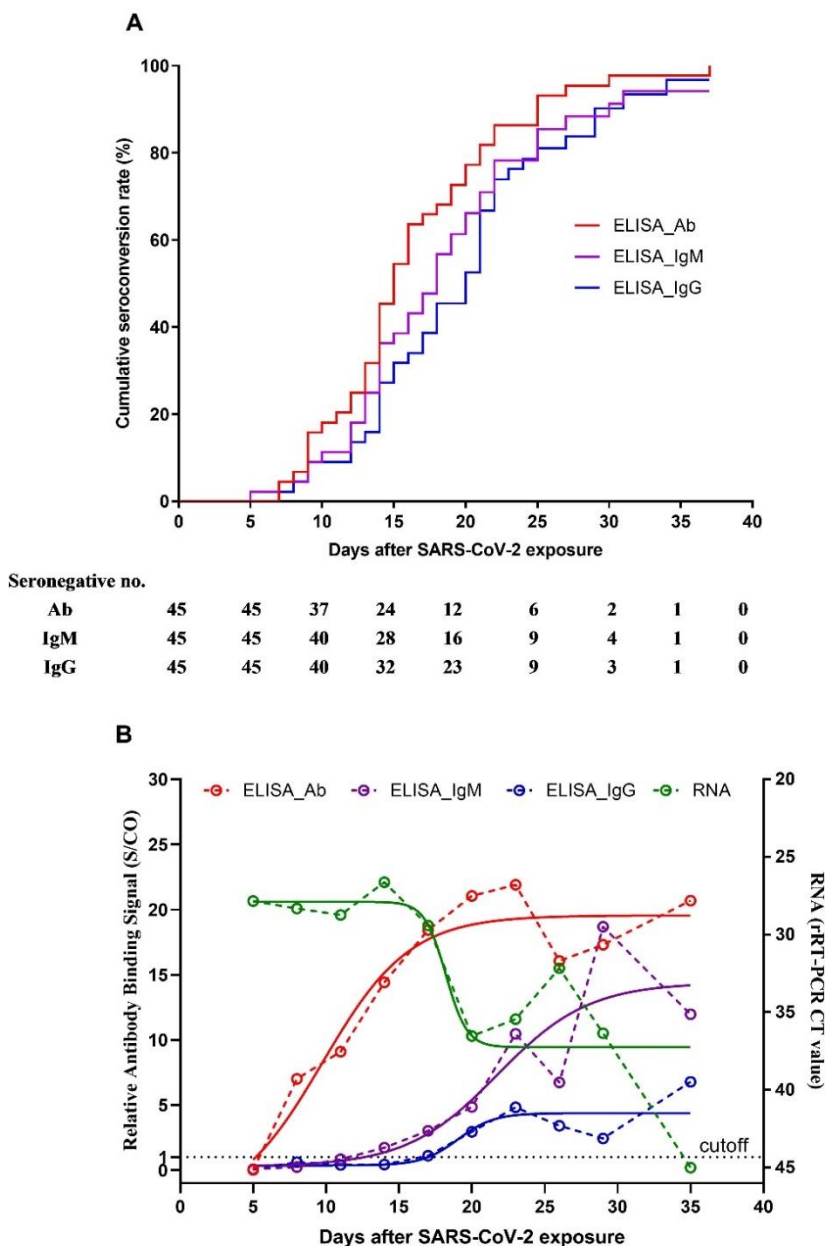 A
Cumulative seroconversion rate (%)
100
80
60
40
20
0
ELISA_Ab
ELISA_IgM
ELISA_IgG
0 5 10 15 20 25 30 35 40
Days after SARS-CoV-2 exposure
Seronegative no.
Ab 45 45 37 24 12 6 2 1 0
IgM 45 45 40 28 16 9 4 1 0
IgG 45 45 40 32 23 9 3 1 0
B
Relative Antibody Binding Signal (S/CO)
30
25
20
15
10
5
1
0
ELISA_Ab ELISA_IgM ELISA_IgG RNA
cutoff
20
25
30
35
40
45
RNA (rRT-PCR CT value)
0 5 10 15 20 25 30 35 40
Days after SARS-CoV-2 exposure